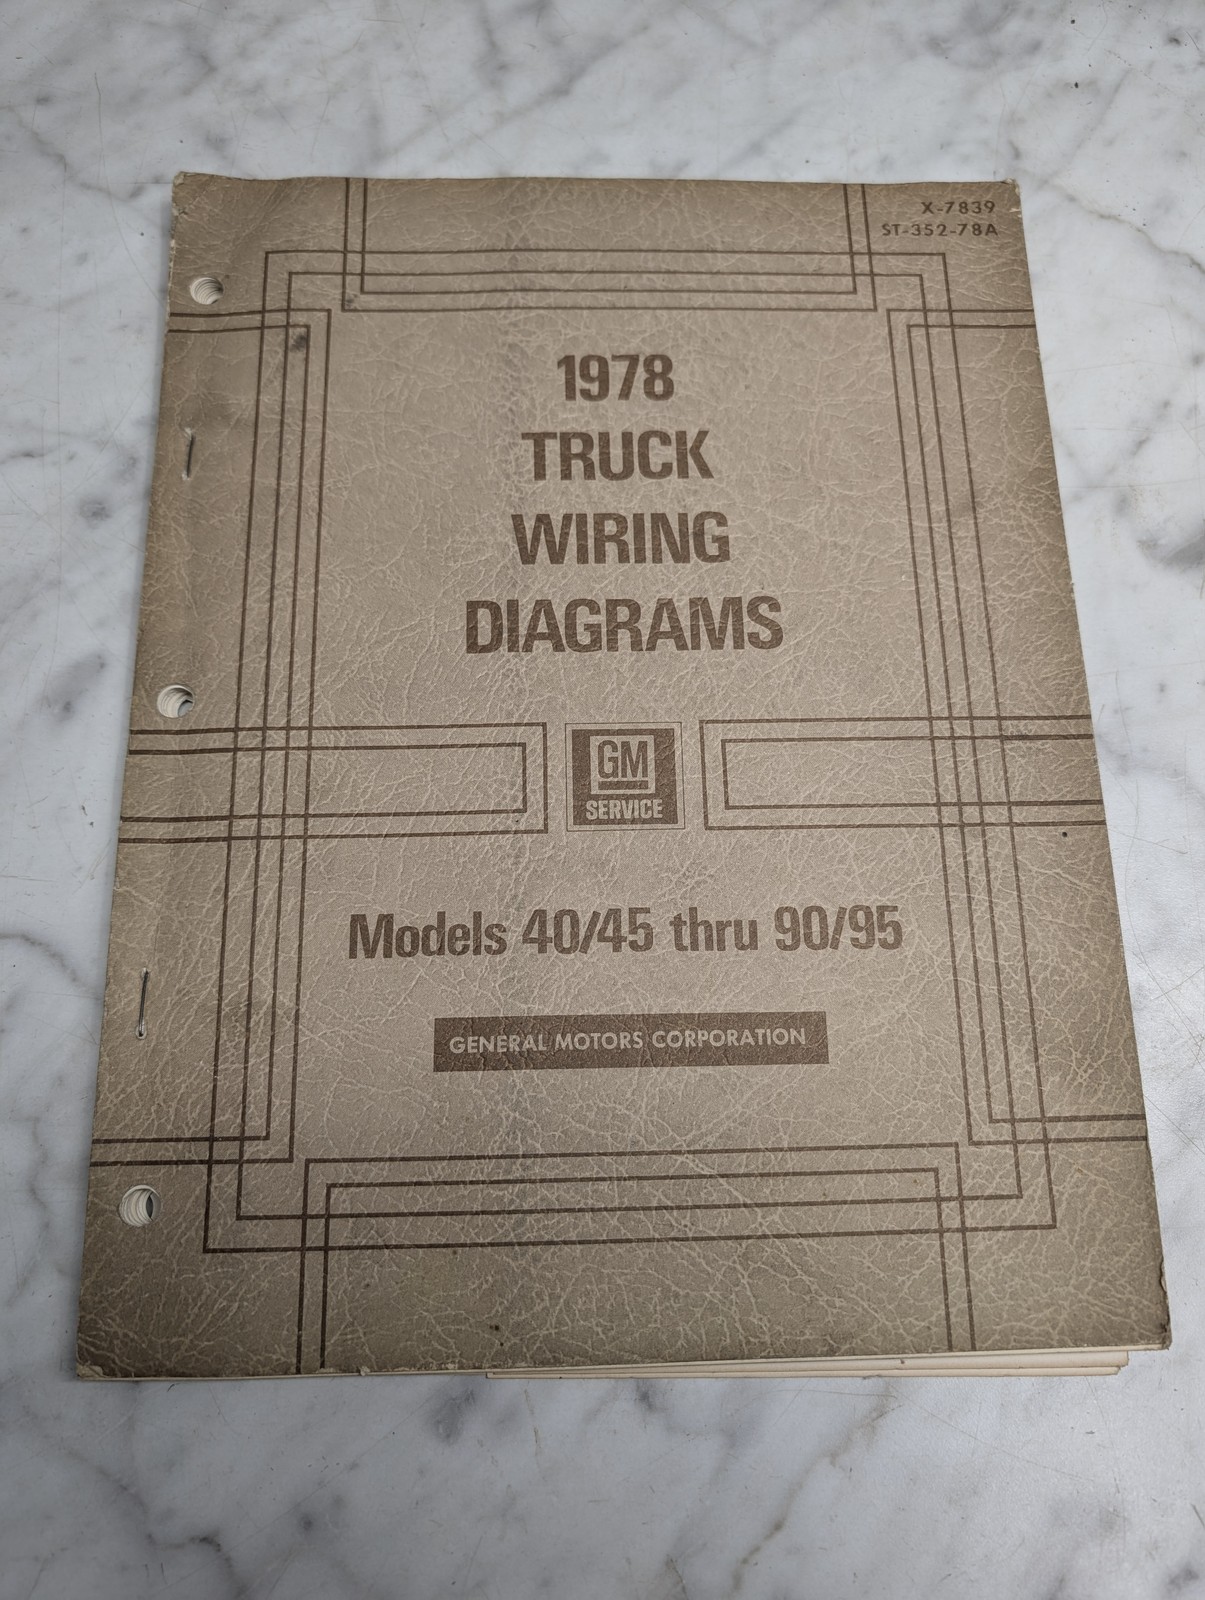 X-7839
ST-352-78A
1978
TRUCK
WIRING
DIAGRAMS
GM
SERVICE
Models 40/45 thru 90/95
GENERAL MOTORS CORPORATION